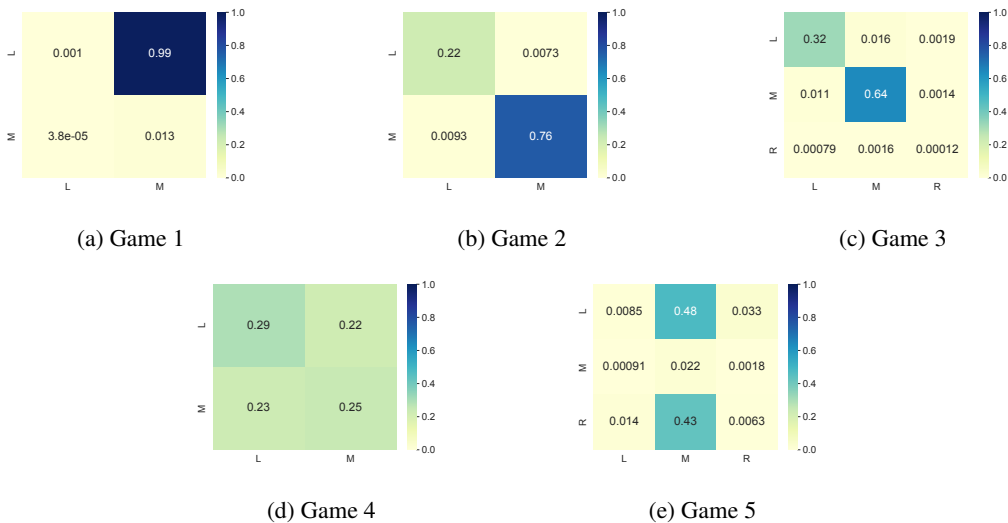 L 0.001 0.99 1.0
0.8
0.6
0.4
M 3.8e-05 0.013 0.2
0.0
L M
(a) Game 1
L 0.22 0.0073 1.0
0.8
0.6
0.4
M 0.0093 0.76 0.2
0.0
L M
(b) Game 2
L 0.32 0.016 0.0019 1.0
0.8
M 0.011 0.64 0.0014 0.6
0.4
R 0.00079 0.0016 0.00012 0.2
0.0
L M R
(c) Game 3
L 0.29 0.22 1.0
0.8
0.6
0.4
M 0.23 0.25 0.2
0.0
L M
(d) Game 4
L 0.0085 0.48 0.033 1.0
0.8
M 0.00091 0.022 0.0018 0.6
0.4
R 0.014 0.43 0.0063 0.2
0.0
L M R
(e) Game 5